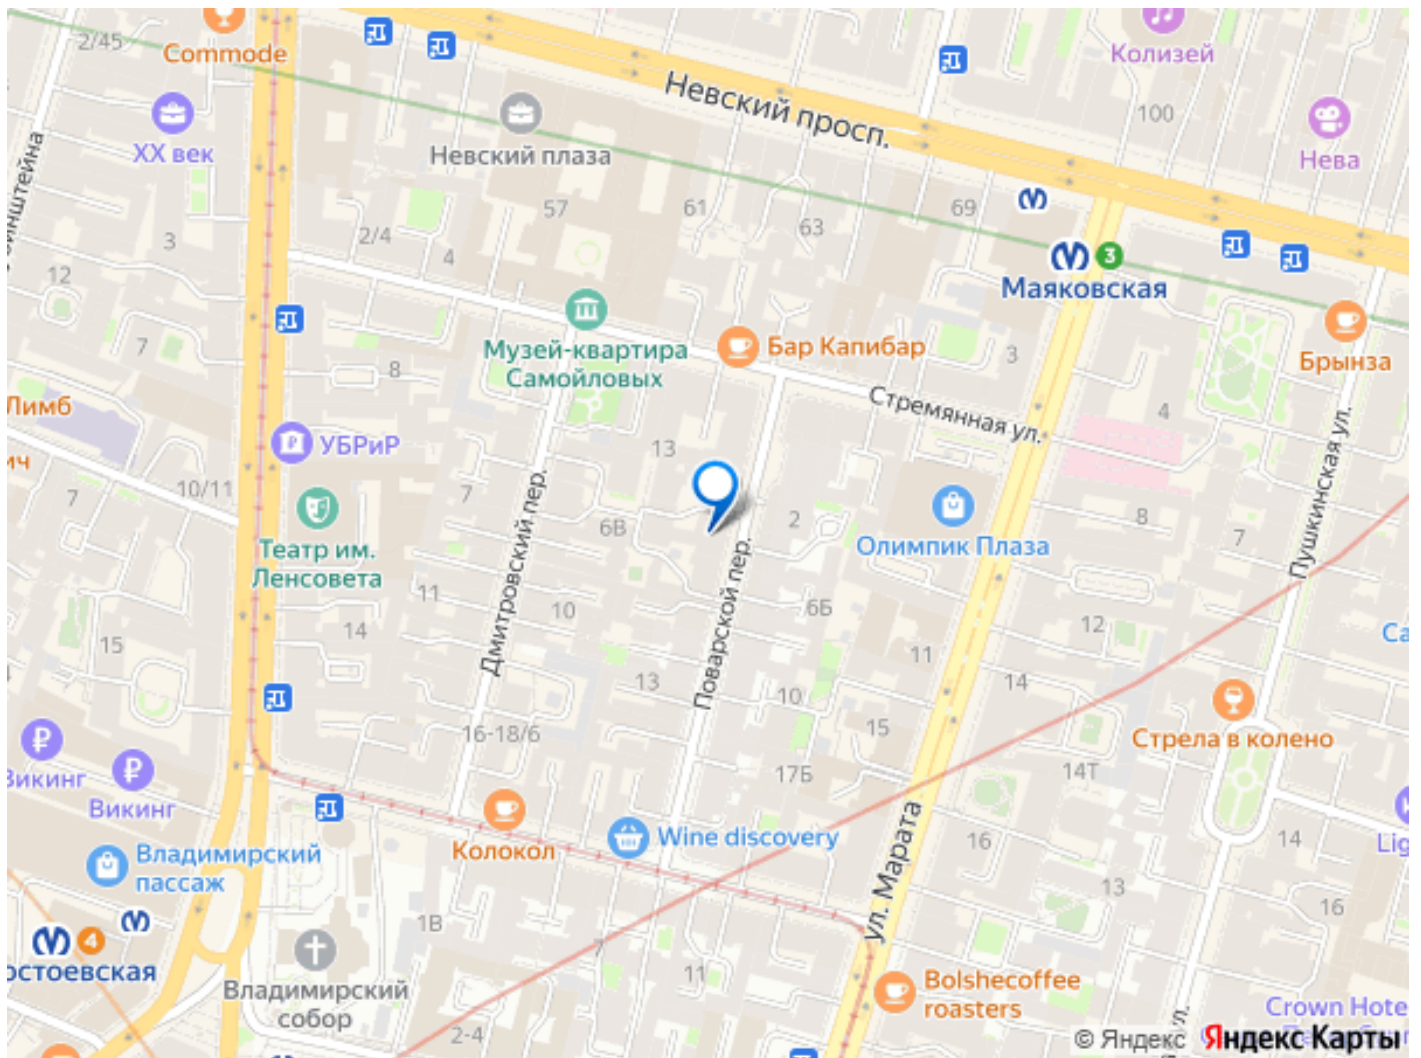 2/45
Commode
Колизей
Невский просп.
100
XX век
Невский плаза
Нева
57
61
69
63
3
2/4
4
12
3
Маяковская
7
Музей-квартира
Самойловых
Бар Капибар
3
Брынза
8
Стремянная ул.
4
Лимб
УБРиР
13
Пушкинская ул.
7
10/11
7
Дмитровский пер.
6В
2
8
7
Театр им.
Ленсовета
Олимпик Плаза
11
10
Поварской пер.
6Б
14
12
15
11
13
10
14
15
16-18/6
Стрела в колено
17Б
14Т
Викинг
Викинг
Колокол
Wine discovery
ул. Марата
16
14
Владимирский
пассаж
13
16
1В
4
7
11
Владимирский
собор
Bolshecoffee
roasters
2-4
Crown Hote
© Яндекс Яндекс Карты